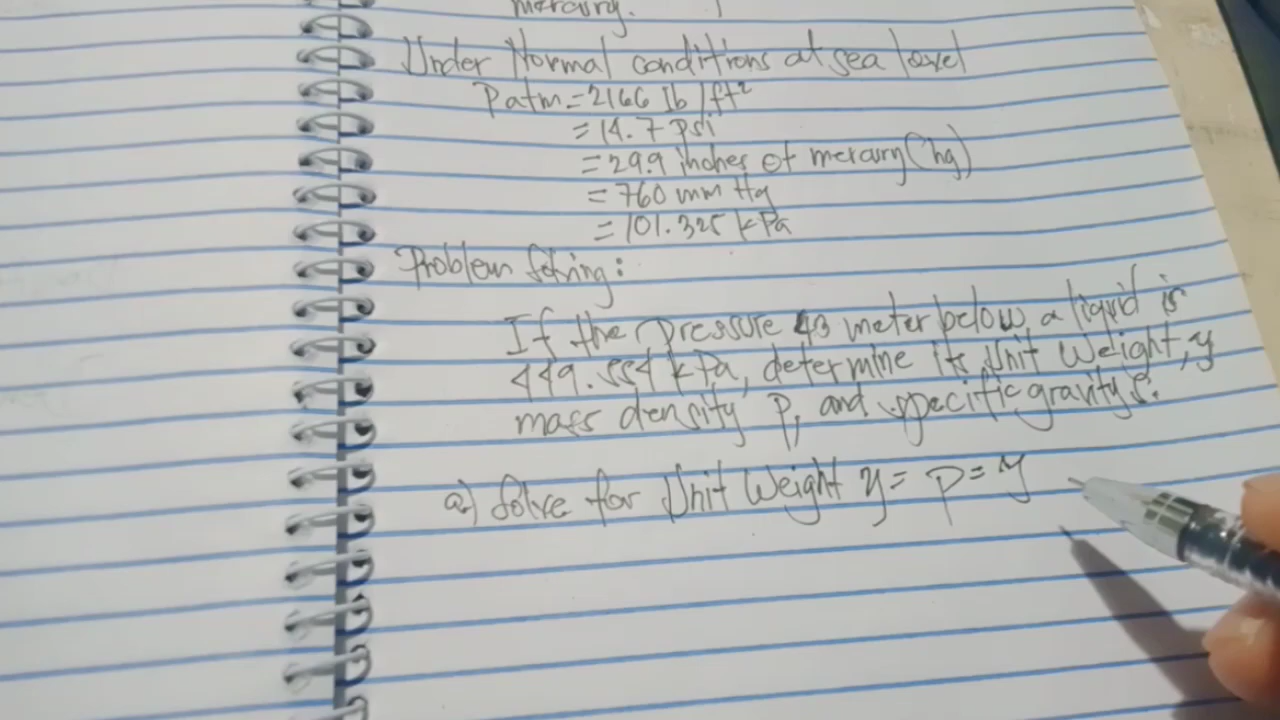 mercury.
Under Normal conditions at sea level
Patm = 2166 lb/ft²
= 14.7 psi
= 29.9 inches of mercury (hg)
= 760 mm Hg
= 101.325 kPa
Problem Solving:
If the pressure 43 meter below a liquid is
449.554 kPa, determine its Unit Weight, y
mass density P, and specific gravity S.
a.) Solve for Unit Weight y = P = y